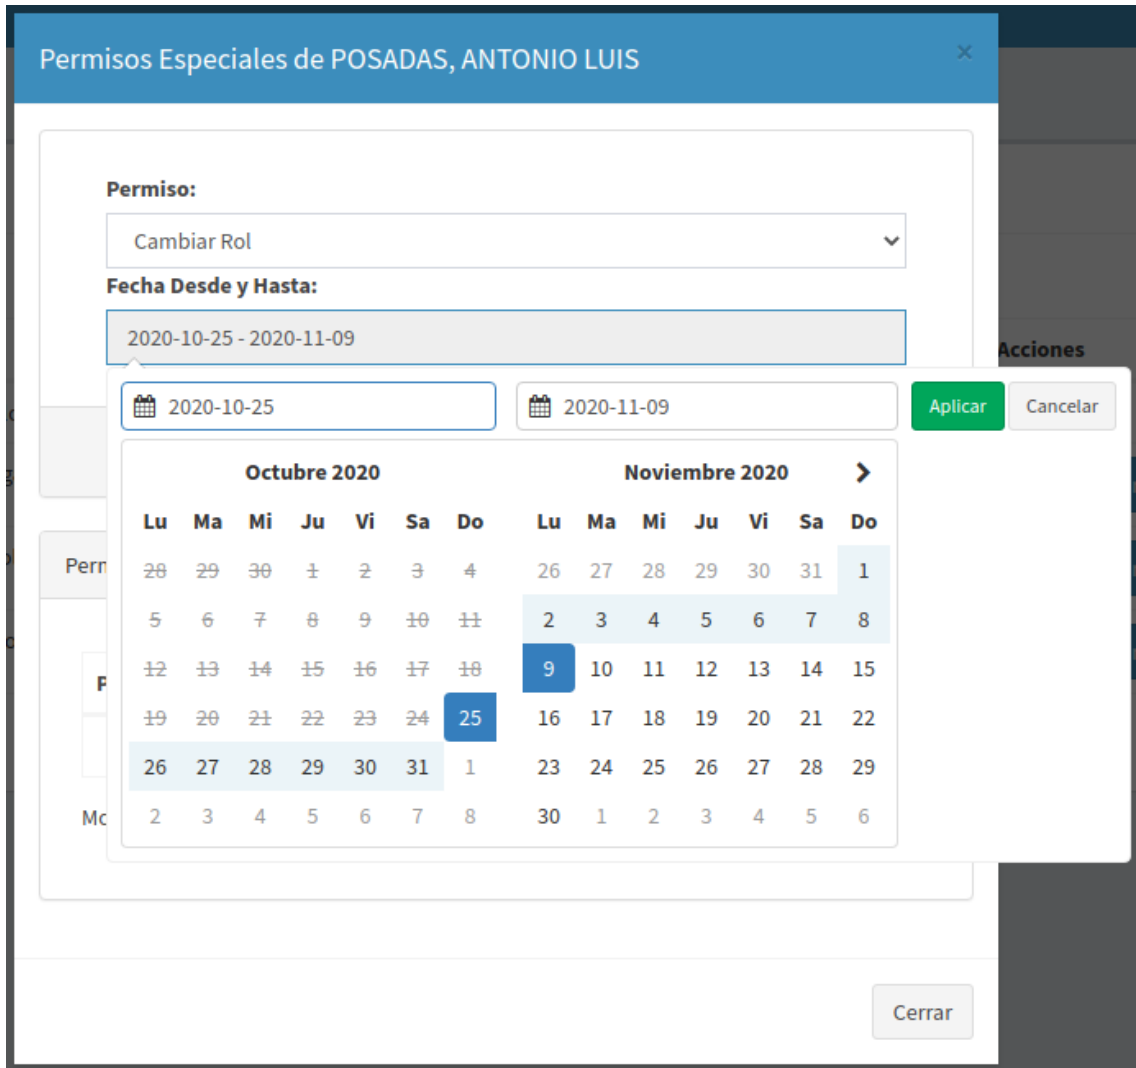 Permisos Especiales de POSADAS, ANTONIO LUIS ×
Permiso:
Cambiar Rol
Fecha Desde y Hasta:
2020-10-25 - 2020-11-09
Acciones
2020-10-25 2020-11-09 Aplicar Cancelar
Octubre 2020 Noviembre 2020
Lu Ma Mi Ju Vi Sa Do Lu Ma Mi Ju Vi Sa Do
28 29 30 1 2 3 4 26 27 28 29 30 31 1
5 6 7 8 9 10 11 2 3 4 5 6 7 8
12 13 14 15 16 17 18 9 10 11 12 13 14 15
19 20 21 22 23 24 25 16 17 18 19 20 21 22
26 27 28 29 30 31 1 23 24 25 26 27 28 29
2 3 4 5 6 7 8 30 1 2 3 4 5 6
Cerrar